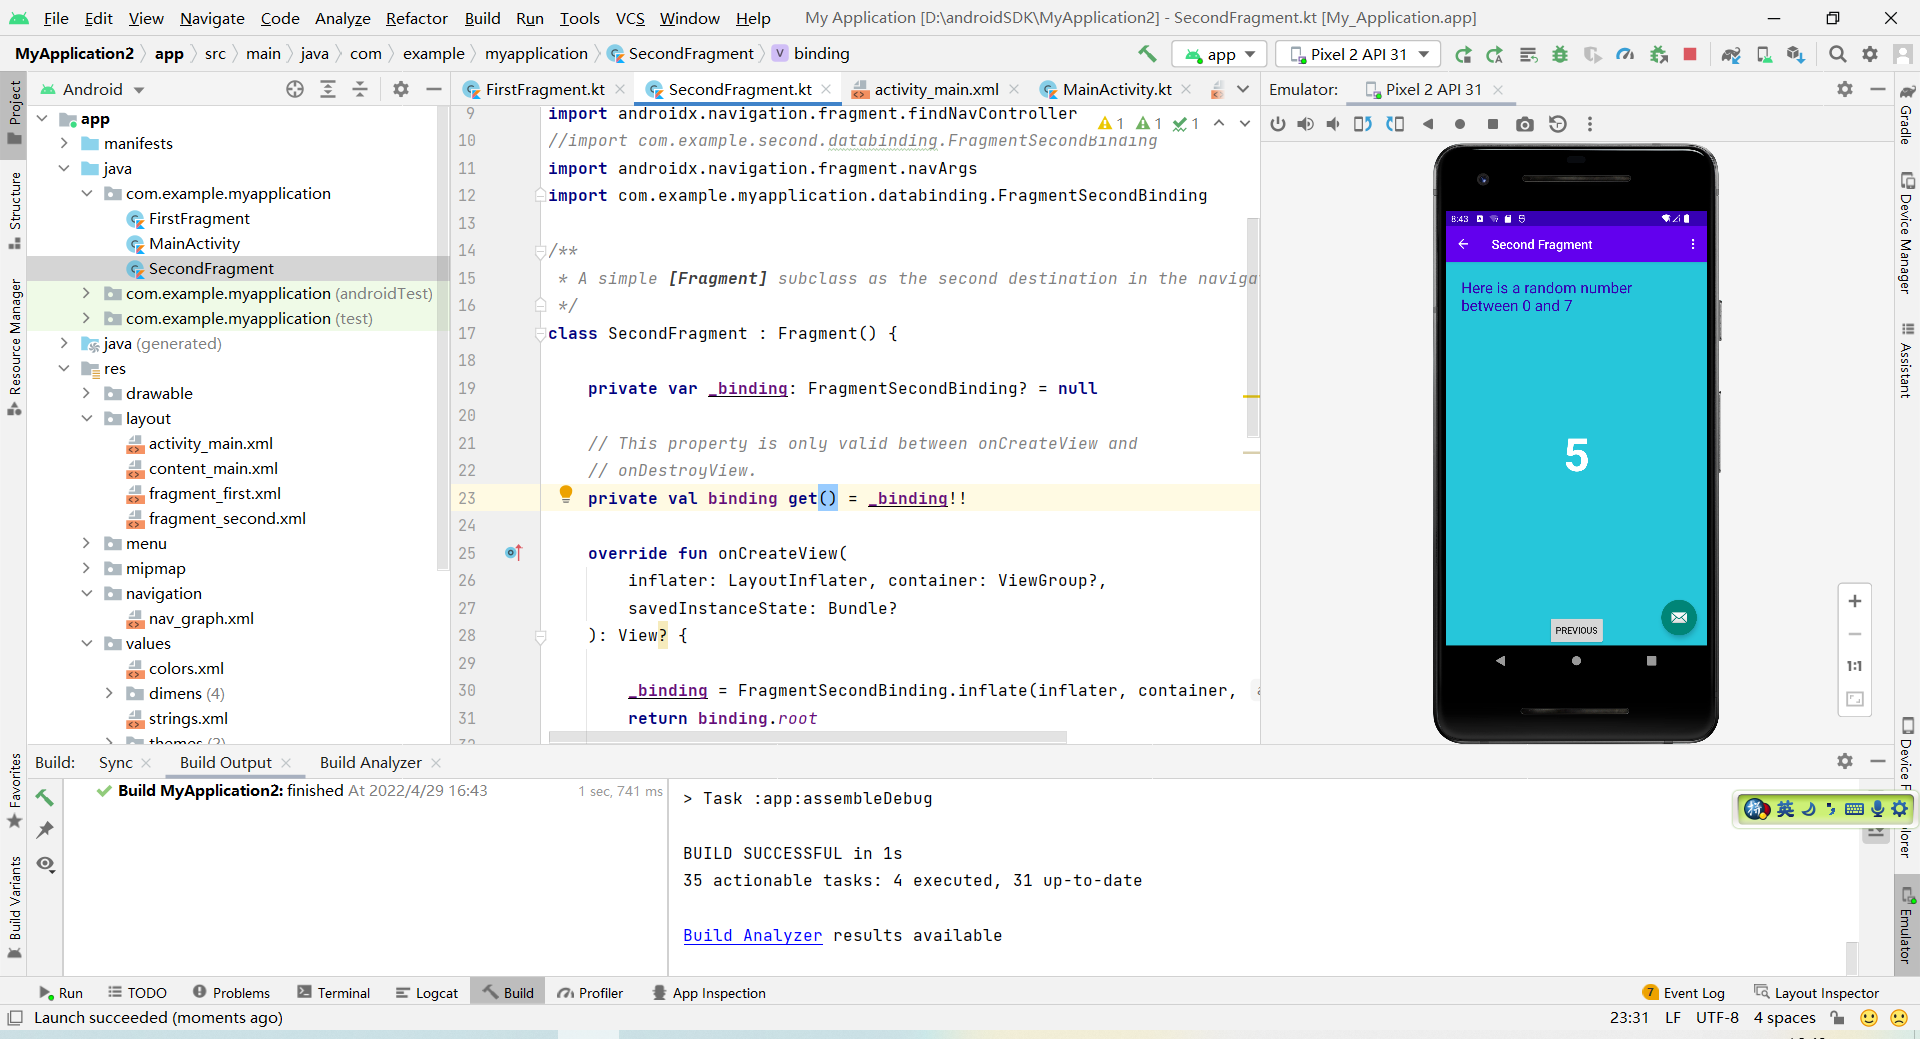 File Edit View Navigate Code Analyze Refactor Build Run Tools VCS Window Help My Application [D:\androidSDK\MyApplication2] - SecondFragment.kt [My_Application.app]
MyApplication2 app src main java com example myapplication SecondFragment V binding app Pixel 2 API 31
Android FirstFragment.kt SecondFragment.kt activity_main.xml MainActivity.kt Emulator: Pixel 2 API 31
Project
Structure
Resource Manager
Favorites
Build Variants
app
manifests
java
com.example.myapplication
FirstFragment
MainActivity
SecondFragment
com.example.myapplication (androidTest)
com.example.myapplication (test)
java (generated)
res
drawable
layout
activity_main.xml
content_main.xml
fragment_first.xml
fragment_second.xml
menu
mipmap
navigation
nav_graph.xml
values
colors.xml
dimens (4)
strings.xml
themes (2)
1 1 1
9 import androidx.navigation.fragment.findNavController
10 //import com.example.second.databinding.FragmentSecondBinding
11 import androidx.navigation.fragment.navArgs
12 import com.example.myapplication.databinding.FragmentSecondBinding
13
14 /**
15 * A simple [Fragment] subclass as the second destination in the naviga
16 */
17 class SecondFragment : Fragment() {
18
19 private var _binding: FragmentSecondBinding? = null
20
21 // This property is only valid between onCreateView and
22 // onDestroyView.
23 private val binding get() = _binding!!
24
25 override fun onCreateView(
26 inflater: LayoutInflater, container: ViewGroup?,
27 savedInstanceState: Bundle?
28 ): View? {
29
30 _binding = FragmentSecondBinding.inflate(inflater, container,
31 return binding.root
32
8:43
Second Fragment
Here is a random number
between 0 and 7
5
PREVIOUS
1:1
Gradle
Device Manager
Assistant
Emulator
Build: Sync Build Output Build Analyzer
Build MyApplication2: finished At 2022/4/29 16:43 1 sec, 741 ms
> Task :app:assembleDebug
BUILD SUCCESSFUL in 1s
35 actionable tasks: 4 executed, 31 up-to-date
Build Analyzer results available
拼 英
Run TODO Problems Terminal Logcat Build Profiler App Inspection 7 Event Log Layout Inspector
Launch succeeded (moments ago) 23:31 LF UTF-8 4 spaces